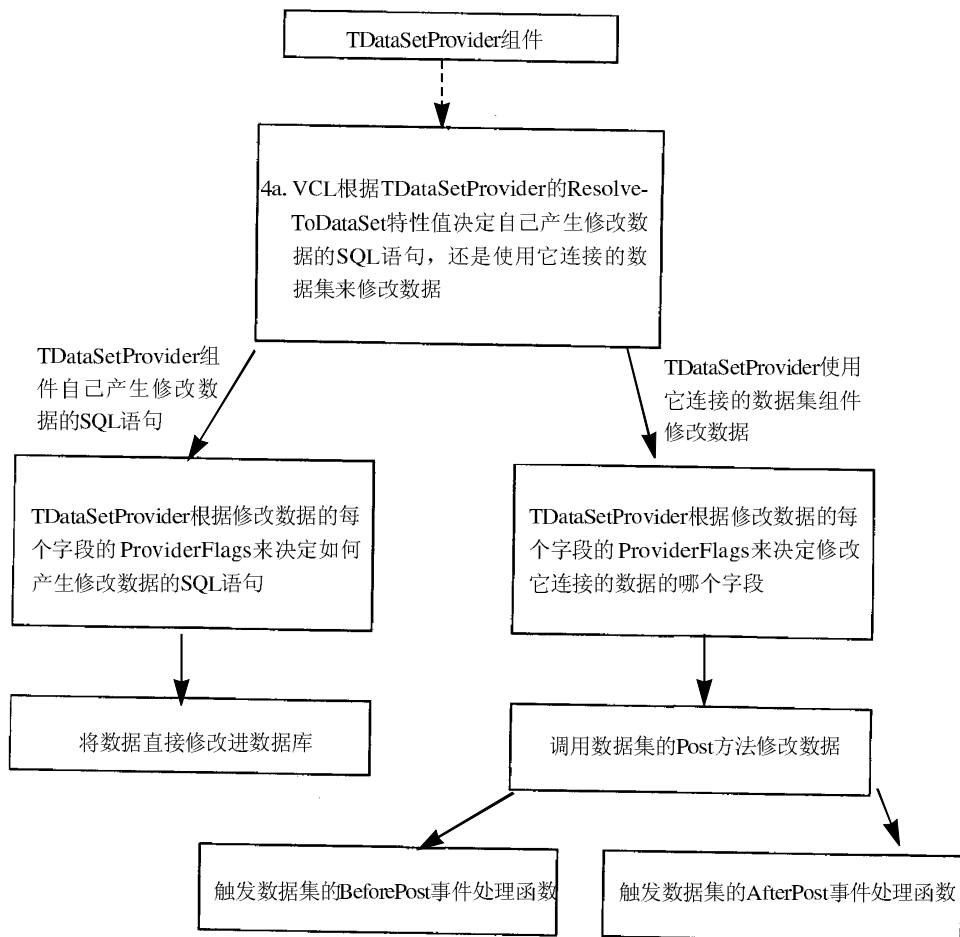 TDataSetProvider组件
4a. VCL根据TDataSetProvider的Resolve-
ToDataSet特性值决定自己产生修改数
据的SQL语句，还是使用它连接的数
据集来修改数据
TDataSetProvider组
件自己产生修改数
据的SQL语句
TDataSetProvider使用
它连接的数据集组件
修改数据
TDataSetProvider根据修改数据的每
个字段的ProviderFlags来决定如何
产生修改数据的SQL语句
TDataSetProvider根据修改数据的每
个字段的ProviderFlags来决定修改
它连接的数据的哪个字段
将数据直接修改进数据库
调用数据集的Post方法修改数据
触发数据集的BeforePost事件处理函数
触发数据集的AfterPost事件处理函数